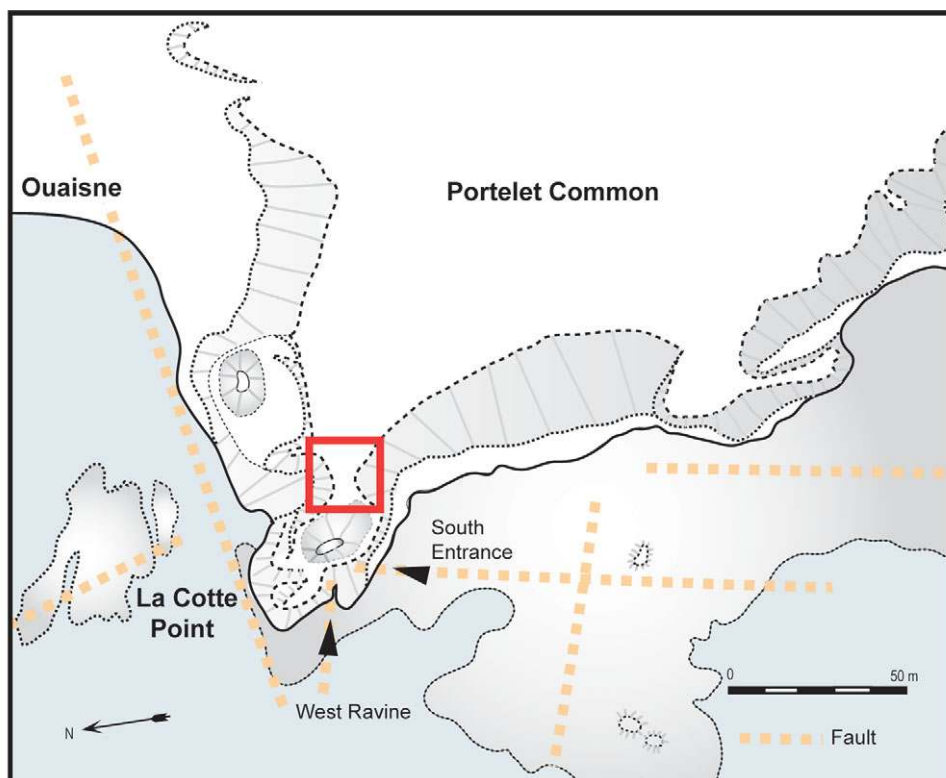 Ouaisne
Portelet Common
South
Entrance
La Cotte
Point
West Ravine
N
0
50 m
Fault